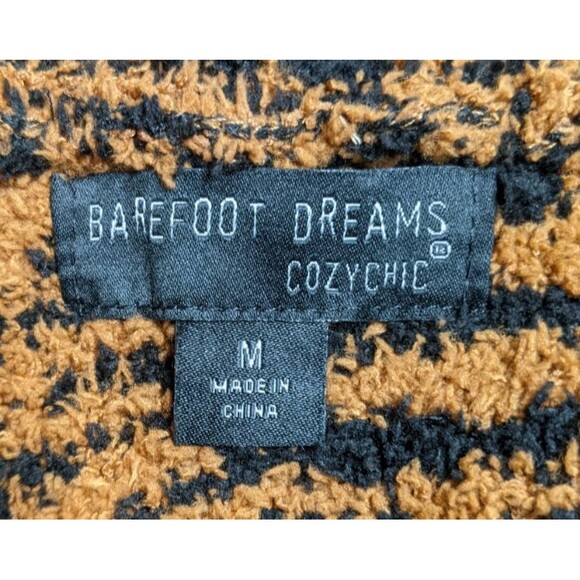 BAREFOOT DREAMS
COZYCHIC®
M
MADE IN
CHINA